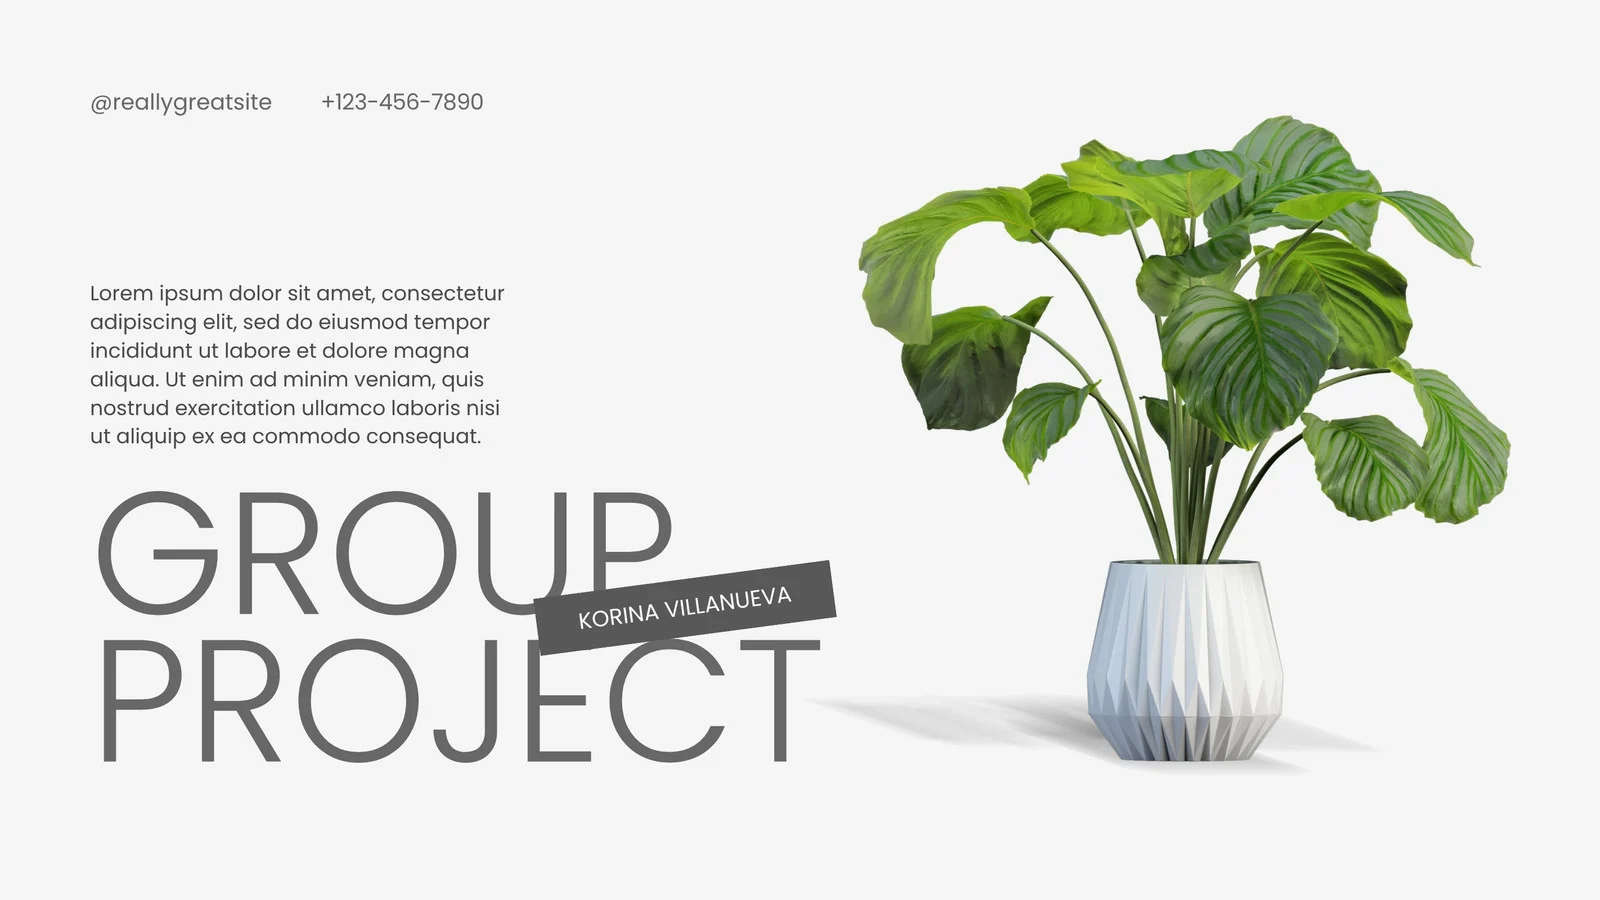 @reallygreatsite +123-456-7890
Lorem ipsum dolor sit amet, consectetur
adipiscing elit, sed do eiusmod tempor
incididunt ut labore et dolore magna
aliqua. Ut enim ad minim veniam, quis
nostrud exercitation ullamco laboris nisi
ut aliquip ex ea commodo consequat.
GROUP
KORINA VILLANUEVA
PROJECT